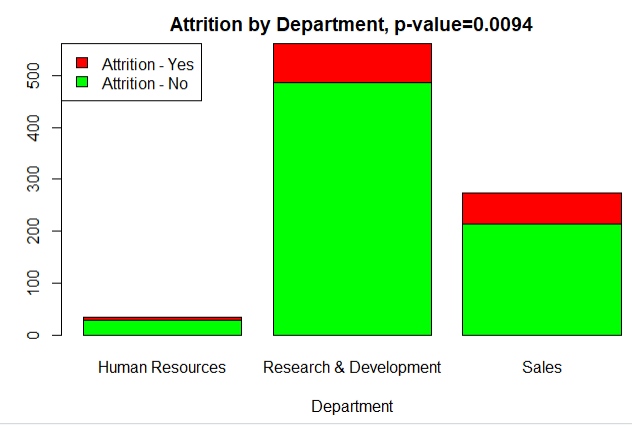 Attrition by Department, p-value=0.0094
Attrition - Yes
Attrition - No
500
400
300
200
100
0
Human Resources
Research & Development
Sales
Department